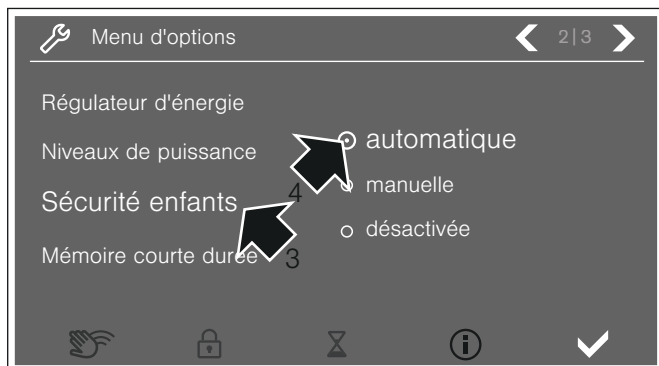 Menu d'options
2|3
Régulateur d'énergie
Niveaux de puissance
Sécurité enfants
Mémoire courte durée
automatique
manuelle
désactivée
4
3